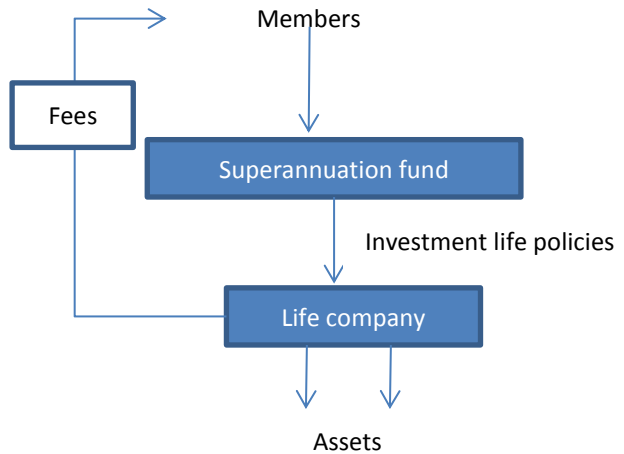 Members
Fees
Superannuation fund
Investment life policies
Life company
Assets